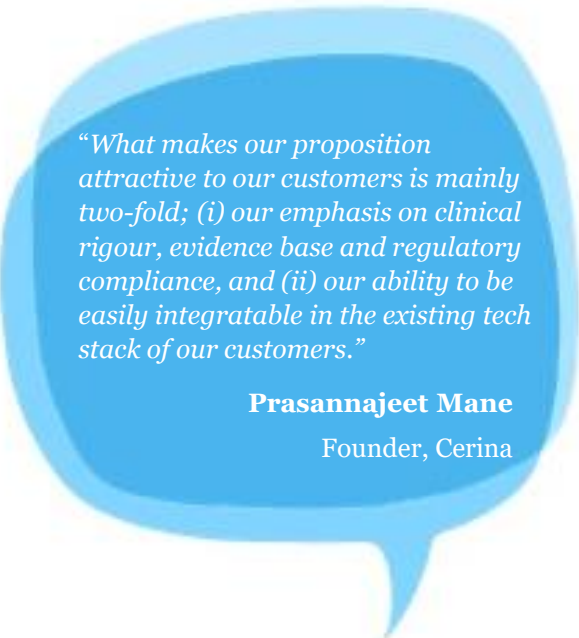 “What makes our proposition
attractive to our customers is mainly
two-fold; (i) our emphasis on clinical
rigour, evidence base and regulatory
compliance, and (ii) our ability to be
easily integratable in the existing tech
stack of our customers.”
Prasannajeet Mane
Founder, Cerina